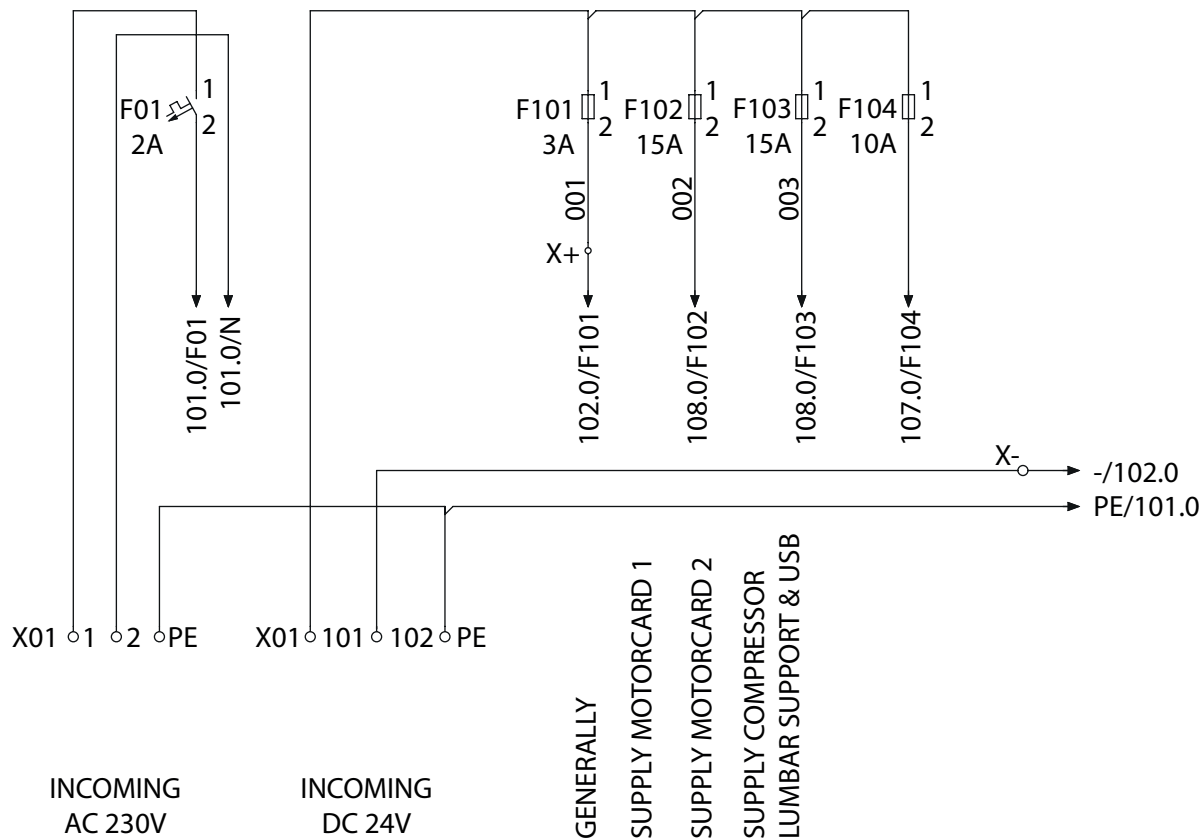 F01
2A
1
2
F101
3A
1
2
F102
15A
1
2
F103
15A
1
2
F104
10A
1
2
001
002
003
X+
101.0/F01
101.0/N
102.0/F101
108.0/F102
108.0/F103
107.0/F104
X-
-/102.0
PE/101.0
X01 1 2 PE
X01 101 102 PE
GENERALLY
SUPPLY MOTORCARD 1
SUPPLY MOTORCARD 2
SUPPLY COMPRESSOR
LUMBAR SUPPORT & USB
INCOMING
AC 230V
INCOMING
DC 24V